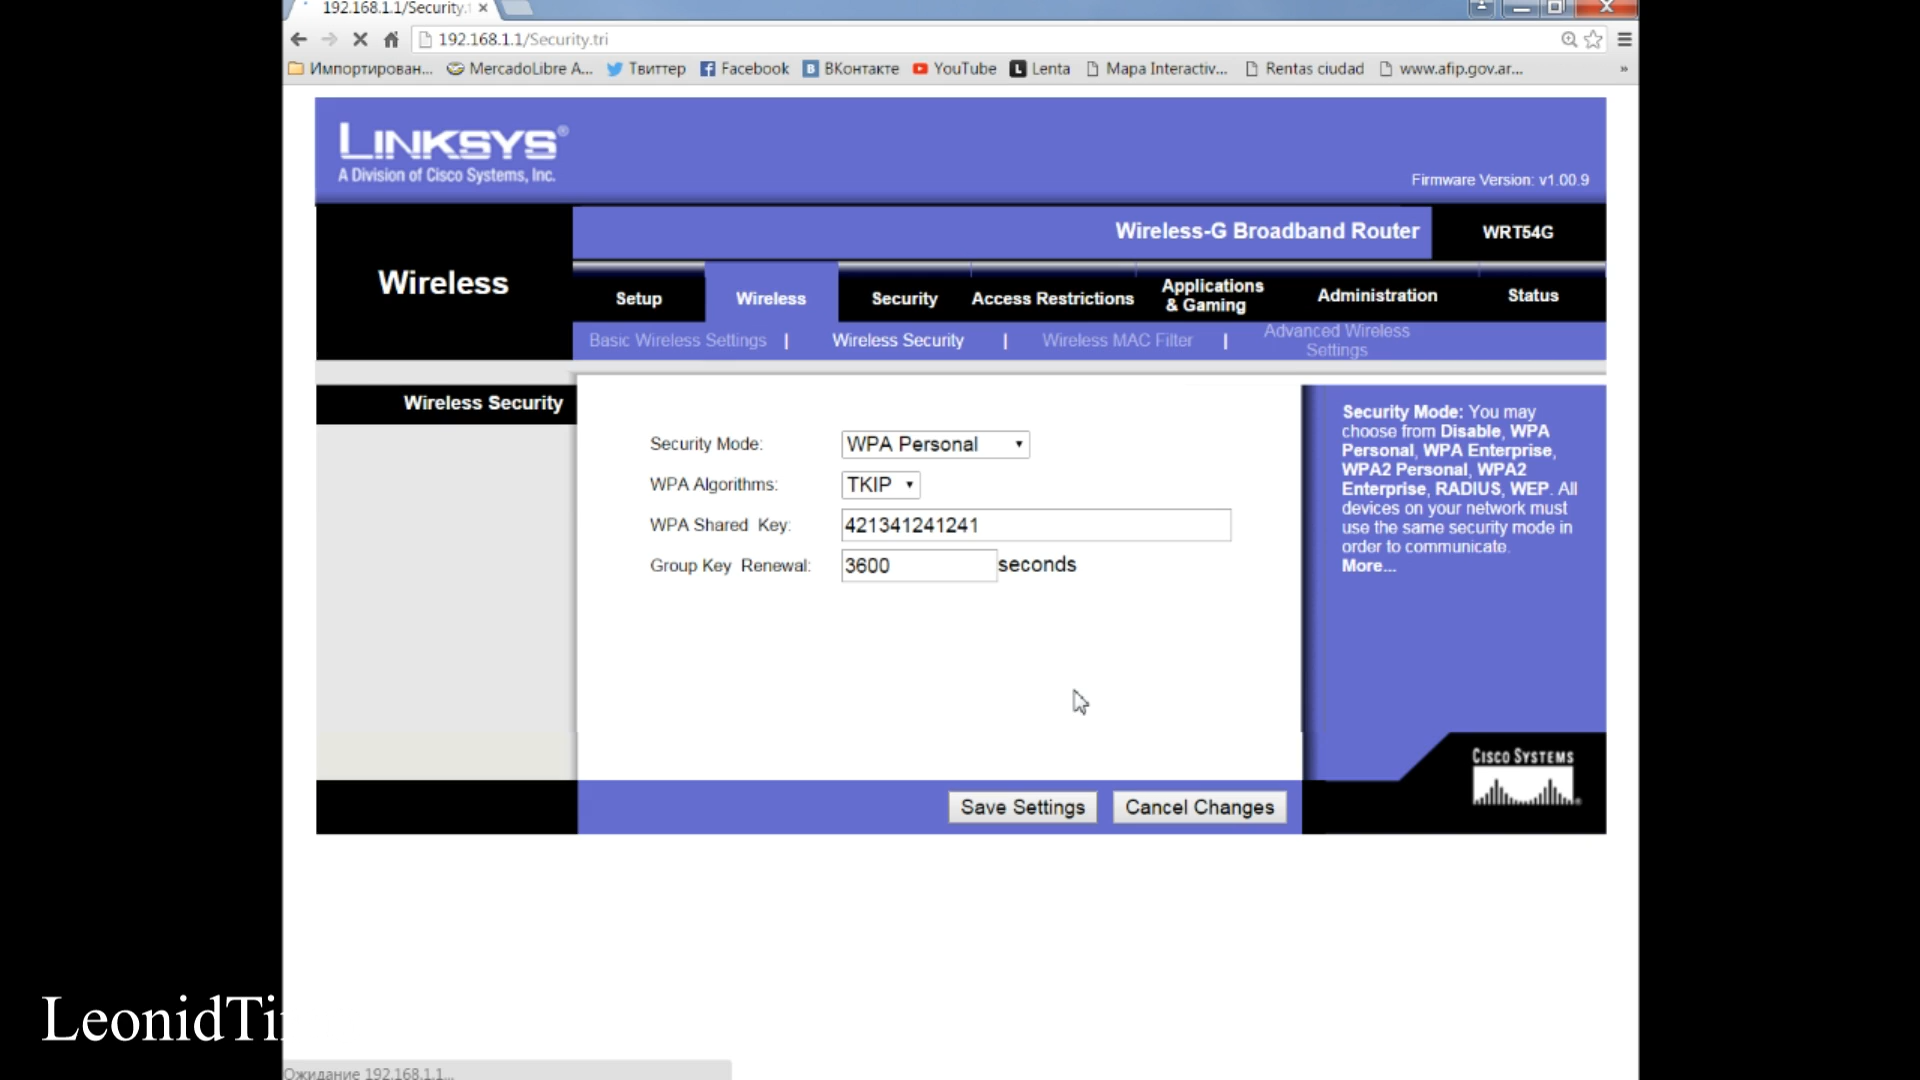 192.168.1.1/Security.t
192.168.1.1/Security.tri
Импортирован... MercadoLibre A... Твиттер Facebook ВКонтакте YouTube Lenta Mapa Interactiv... Rentas ciudad www.afip.gov.ar... »
LINKSYS®
A Division of Cisco Systems, Inc.
Firmware Version: v1.00.9
Wireless-G Broadband Router WRT54G
Wireless
Setup Wireless Security Access Restrictions Applications & Gaming Administration Status
Basic Wireless Settings | Wireless Security | Wireless MAC Filter | Advanced Wireless Settings
Wireless Security
Security Mode: WPA Personal
WPA Algorithms: TKIP
WPA Shared Key: 421341241241
Group Key Renewal: 3600 seconds
Security Mode: You may
choose from Disable, WPA
Personal, WPA Enterprise,
WPA2 Personal, WPA2
Enterprise, RADIUS, WEP. All
devices on your network must
use the same security mode in
order to communicate.
More...
CISCO SYSTEMS
Save Settings Cancel Changes
LeonidTi
Ожидание 192.168.1.1...